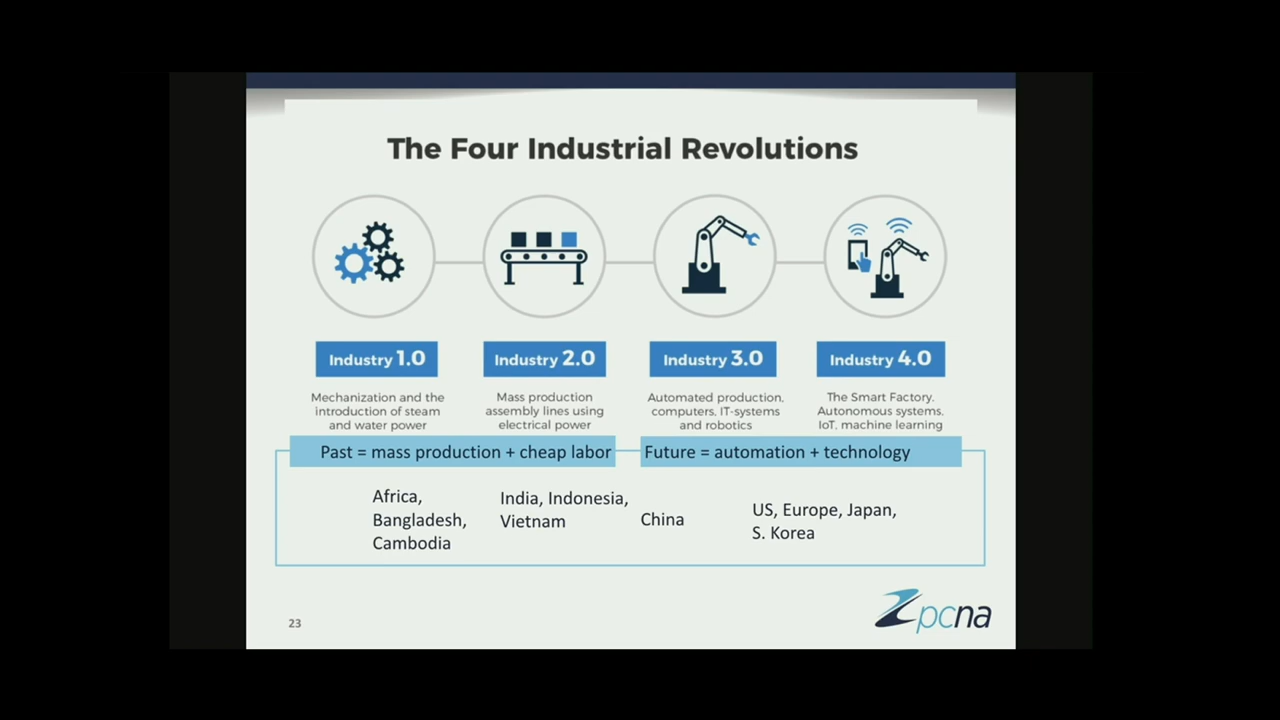 The Four Industrial Revolutions
Industry 1.0
Industry 2.0
Industry 3.0
Industry 4.0
Mechanization and the
introduction of steam
and water power
Mass production
assembly lines using
electrical power
Automated production,
computers, IT-systems
and robotics
The Smart Factory.
Autonomous systems,
IoT, machine learning
Past = mass production + cheap labor
Future = automation + technology
Africa,
Bangladesh,
Cambodia
India, Indonesia,
Vietnam
China
US, Europe, Japan,
S. Korea
23
pcna